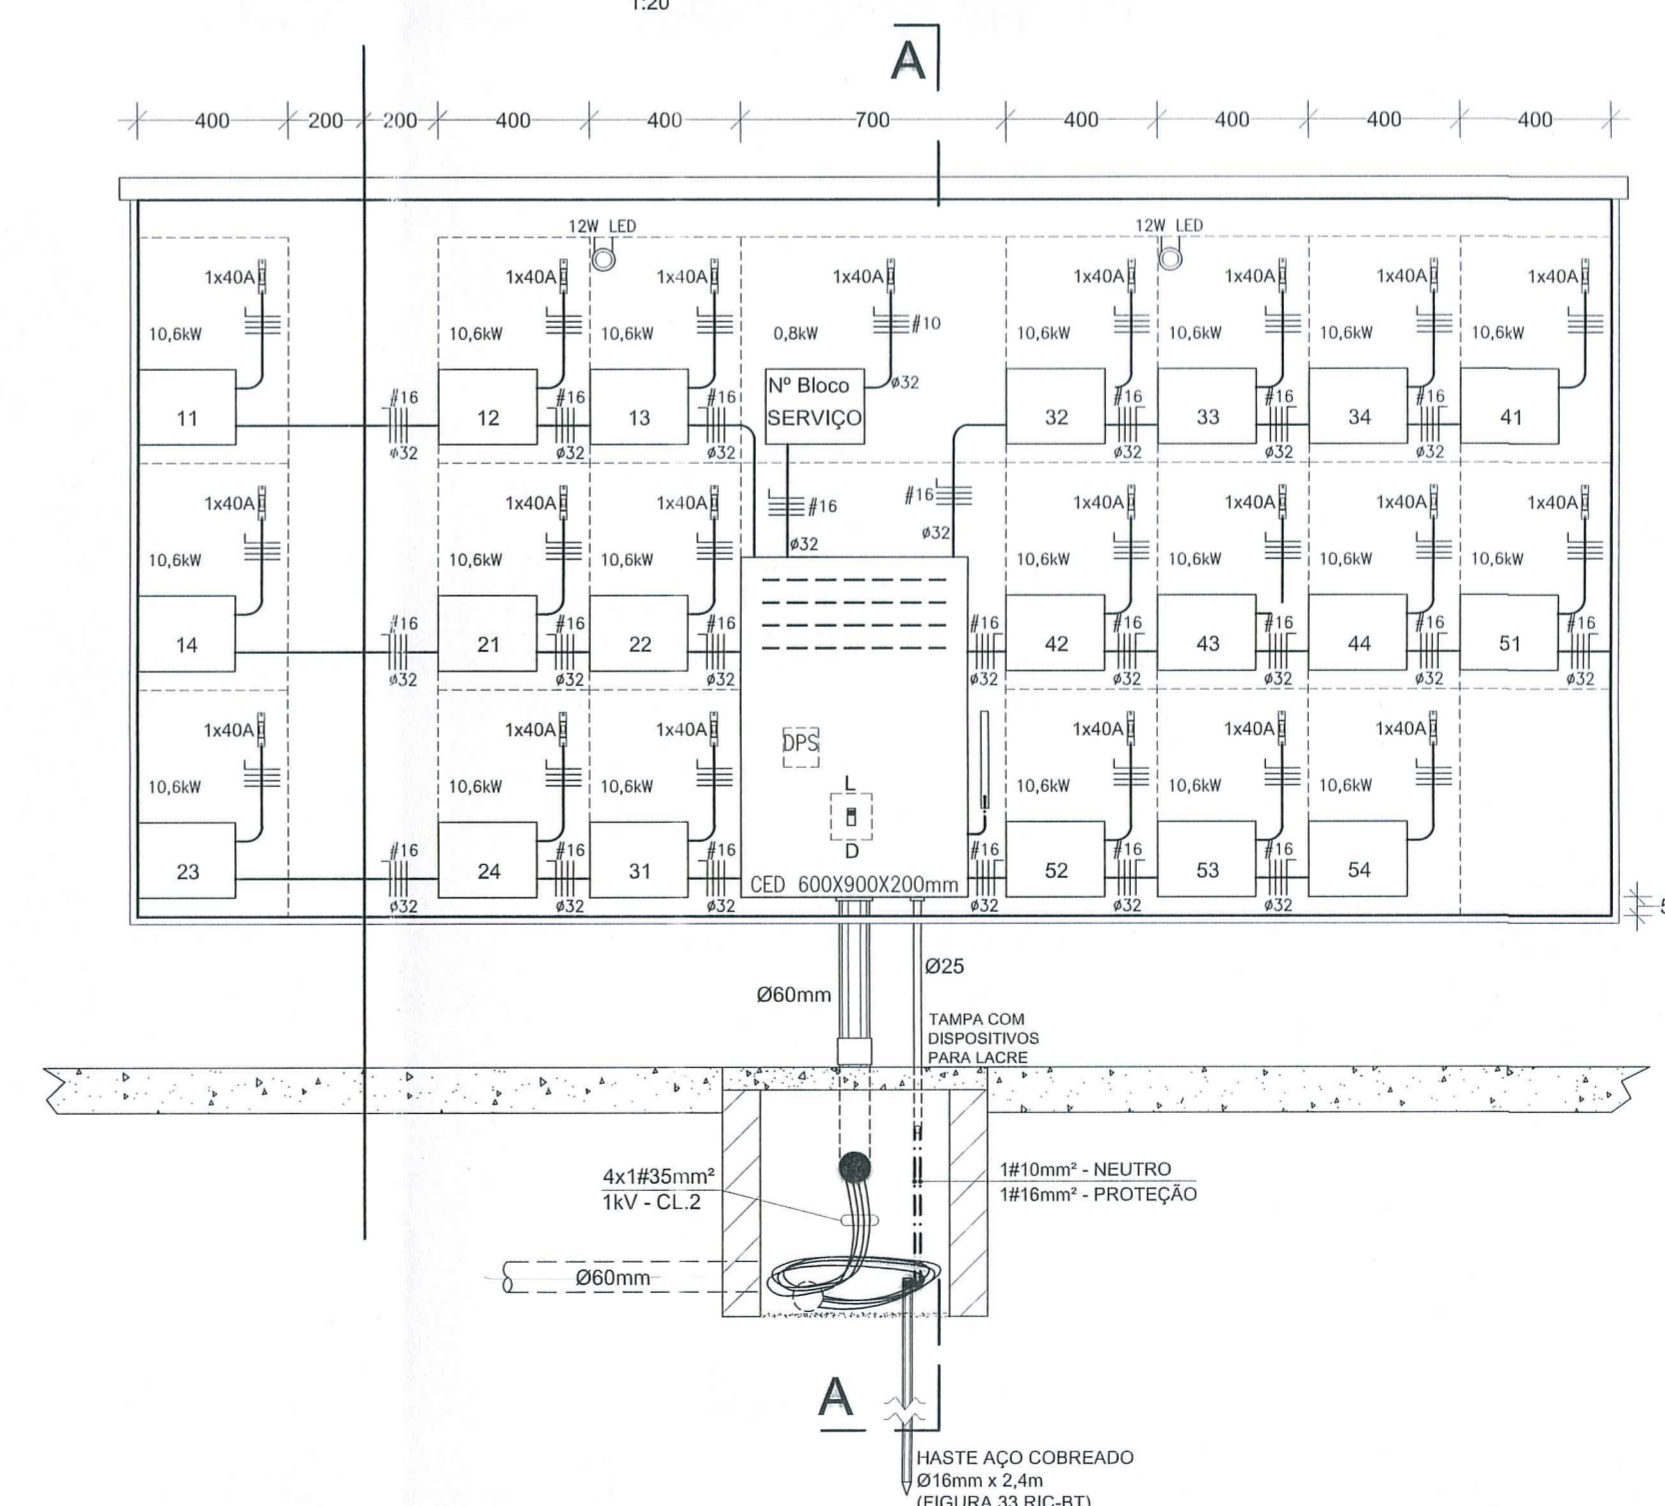 1:20
A
400 200 200 400 400 700 400 400 400 400
12W LED 12W LED
1x40A 1x40A 1x40A 1x40A 1x40A 1x40A 1x40A 1x40A
10,6kW 10,6kW 10,6kW 0,8kW #10 10,6kW 10,6kW 10,6kW 10,6kW
Nº Bloco ø32
#16 #16 #16 #16 #16 #16
11 12 13 SERVIÇO 32 33 34 41
ø32 ø32 ø32 ø32 ø32 ø32
1x40A 1x40A 1x40A #16 #16 1x40A 1x40A 1x40A 1x40A
ø32 ø32
10,6kW 10,6kW 10,6kW 10,6kW 10,6kW 10,6kW 10,6kW
#16 #16 #16 #16 #16 #16 #16 #16
14 21 22 42 43 44 51
ø32 ø32 ø32 ø32 ø32 ø32 ø32 ø32
1x40A 1x40A 1x40A DPS 1x40A 1x40A 1x40A
10,6kW 10,6kW 10,6kW L 10,6kW 10,6kW 10,6kW
#16 #16 #16 D #16 #16 #16
23 24 31 52 53 54
CED 600X900X200mm
ø32 ø32 ø32 ø32 ø32 ø32
5
Ø25
Ø60mm
TAMPA COM
DISPOSITIVOS
PARA LACRE
4x1#35mm²
1kV - CL.2
1#10mm² - NEUTRO
1#16mm² - PROTEÇÃO
Ø60mm
A
HASTE AÇO COBREADO
Ø16mm x 2,4m
(FIGURA 33 RIC-BT)